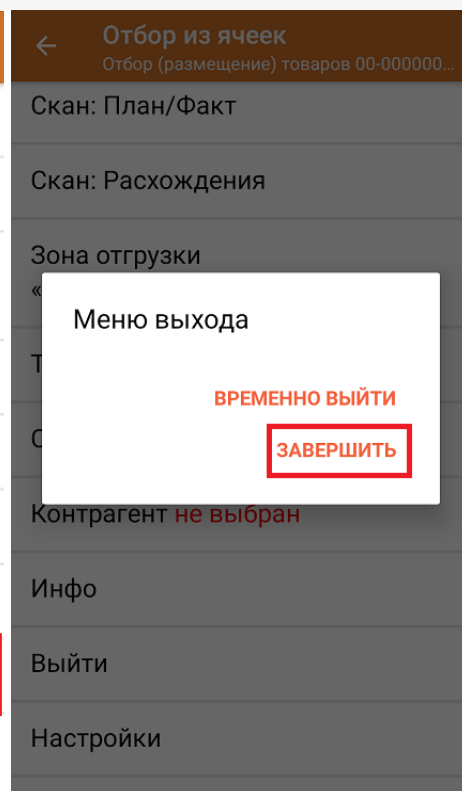 Отбор из ячеек
Отбор (размещение) товаров 00-000000...
Скан: План/Факт
Скан: Расхождения
Зона отгрузки
«
Меню выхода
Т
ВРЕМЕННО ВЫЙТИ
С
ЗАВЕРШИТЬ
Контрагент не выбран
Инфо
Выйти
Настройки